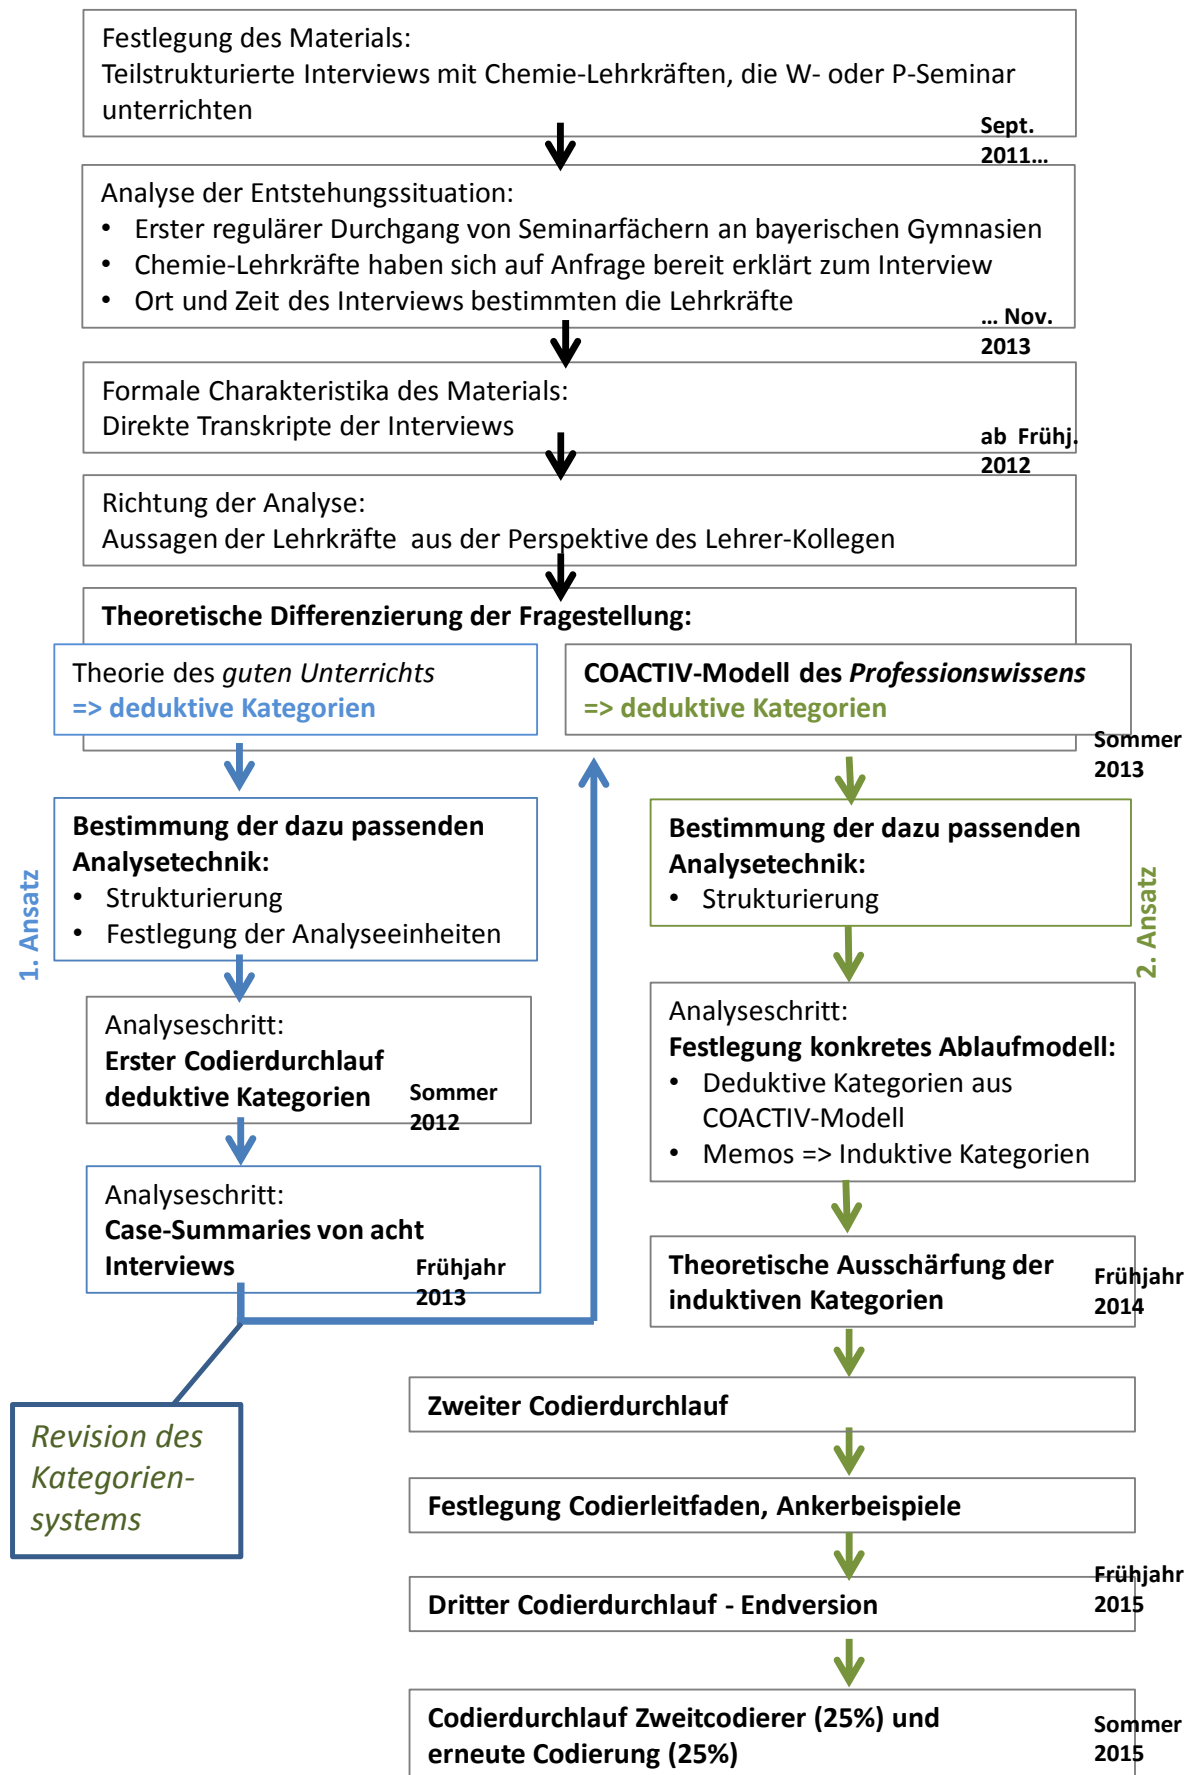 Festlegung des Materials:
Teilstrukturierte Interviews mit Chemie-Lehrkräften, die W- oder P-Seminar
unterrichten
Sept.
2011...
Analyse der Entstehungssituation:
• Erster regulärer Durchgang von Seminarfächern an bayerischen Gymnasien
• Chemie-Lehrkräfte haben sich auf Anfrage bereit erklärt zum Interview
• Ort und Zeit des Interviews bestimmten die Lehrkräfte
... Nov.
2013
Formale Charakteristika des Materials:
Direkte Transkripte der Interviews
ab Frühj.
2012
Richtung der Analyse:
Aussagen der Lehrkräfte aus der Perspektive des Lehrer-Kollegen
Theoretische Differenzierung der Fragestellung:
Theorie des guten Unterrichts
=> deduktive Kategorien
COACTIV-Modell des Professionswissens
=> deduktive Kategorien
Sommer
2013
1. Ansatz
Bestimmung der dazu passenden
Analysetechnik:
• Strukturierung
• Festlegung der Analyseeinheiten
Analyseschritt:
Erster Codierdurchlauf
deduktive Kategorien
Sommer
2012
Analyseschritt:
Case-Summaries von acht
Interviews
Frühjahr
2013
Revision des
Kategorien-
systems
2. Ansatz
Bestimmung der dazu passenden
Analysetechnik:
• Strukturierung
Analyseschritt:
Festlegung konkretes Ablaufmodell:
• Deduktive Kategorien aus
COACTIV-Modell
• Memos => Induktive Kategorien
Theoretische Ausschärfung der
induktiven Kategorien
Frühjahr
2014
Zweiter Codierdurchlauf
Festlegung Codierleitfaden, Ankerbeispiele
Dritter Codierdurchlauf - Endversion
Frühjahr
2015
Codierdurchlauf Zweitcodierer (25%) und
erneute Codierung (25%)
Sommer
2015